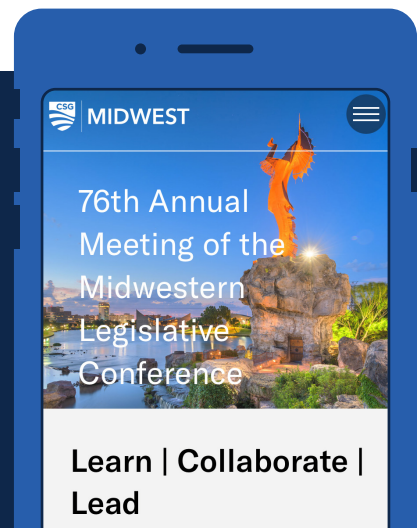 CSG MIDWEST
76th Annual
Meeting of the
Midwestern
Legislative
Conference
Learn | Collaborate |
Lead